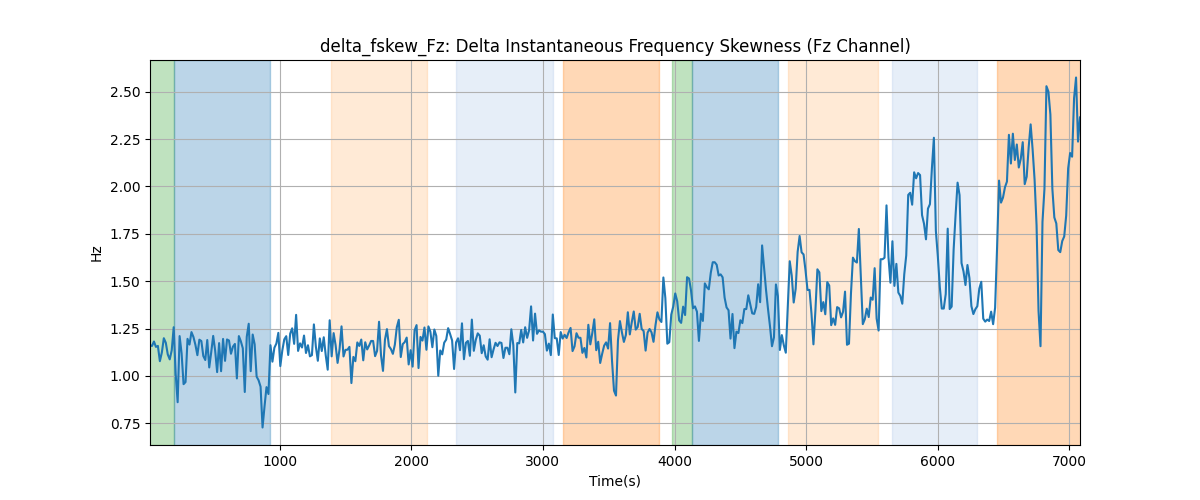 delta_fskew_Fz: Delta Instantaneous Frequency Skewness (Fz Channel)
2.50
2.25
2.00
1.75
1.50
1.25
1.00
0.75
Hz
1000 2000 3000 4000 5000 6000 7000
Time(s)